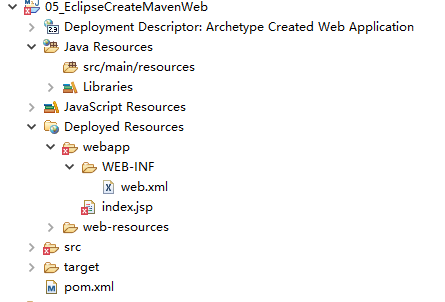 05_EclipseCreateMavenWeb
Deployment Descriptor: Archetype Created Web Application
Java Resources
src/main/resources
Libraries
JavaScript Resources
Deployed Resources
webapp
WEB-INF
web.xml
index.jsp
web-resources
src
target
pom.xml